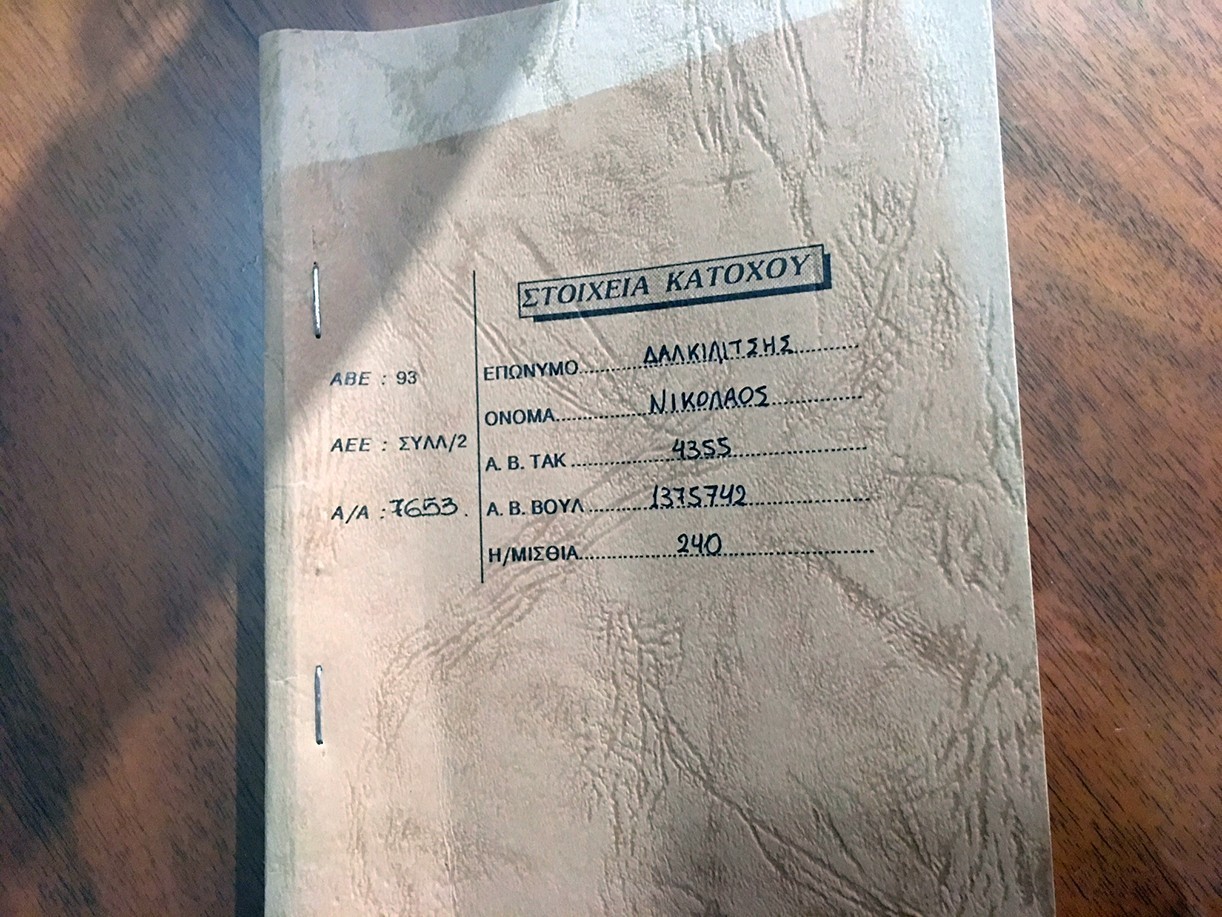 ΣΤΟΙΧΕΙΑ ΚΑΤΟΧΟΥ
ΑΒΕ : 93
ΑΕΕ : ΣΥΛΛ/2
Α/Α : 7653.
ΕΠΩΝΥΜΟ......ΔΑΛΚΙΛΙΤΣΗΣ......
ΟΝΟΜΑ......ΝΙΚΟΛΑΟΣ......
Α. Β. ΤΑΚ ......4355......
Α. Β. ΒΟΥΛ ......1375742......
Η/ΜΙΣΘΙΑ......240......